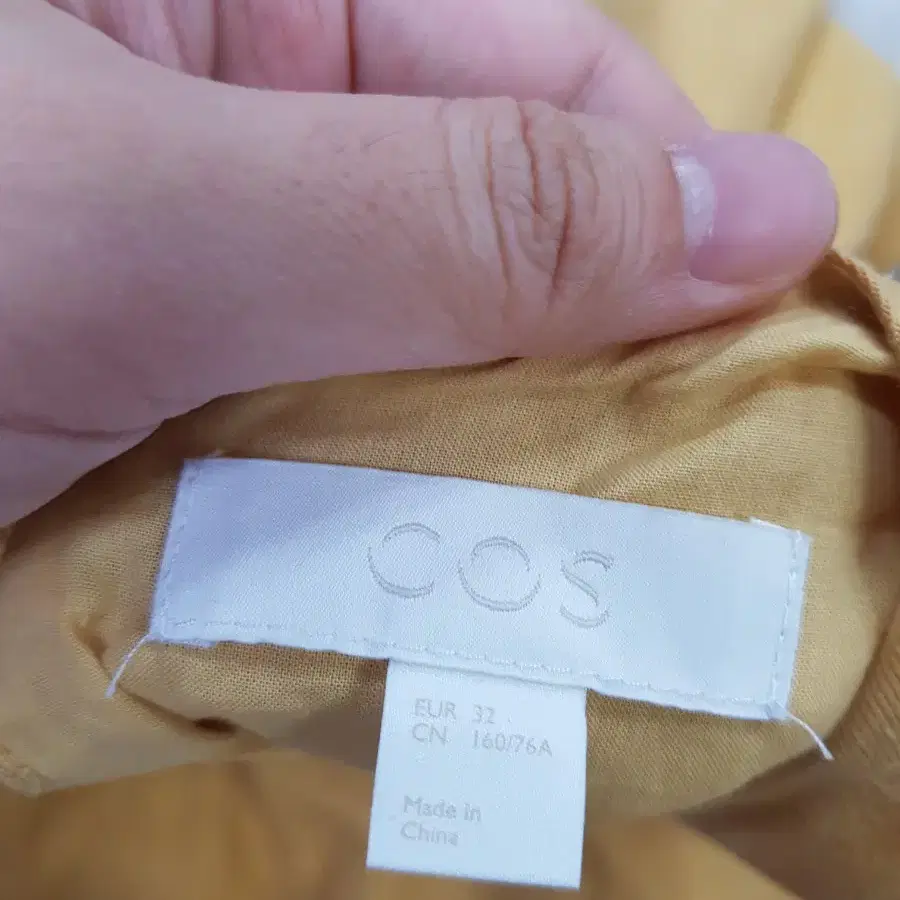 COS
EUR 32
CN 160/76A
Made in
China